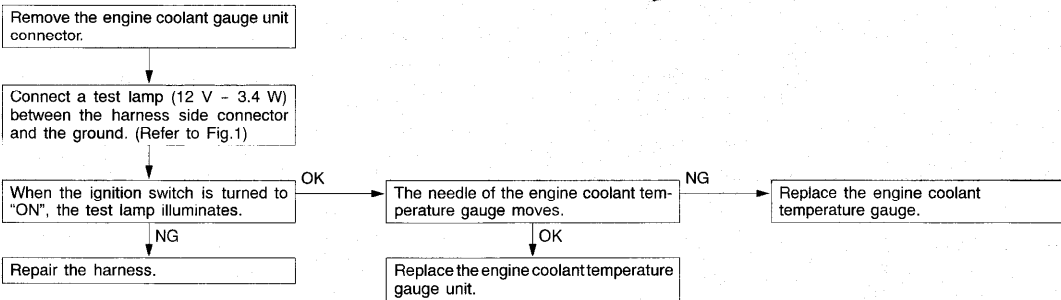 Remove the engine coolant gauge unit
connector.
Connect a test lamp (12 V – 3.4 W)
between the harness side connector
and the ground. (Refer to Fig.1)
When the ignition switch is turned to
“ON”, the test lamp illuminates.
OK
The needle of the engine coolant tem-
perature gauge moves.
NG
Replace the engine coolant
temperature gauge.
NG
Repair the harness.
OK
Replace the engine coolant temperature
gauge unit.